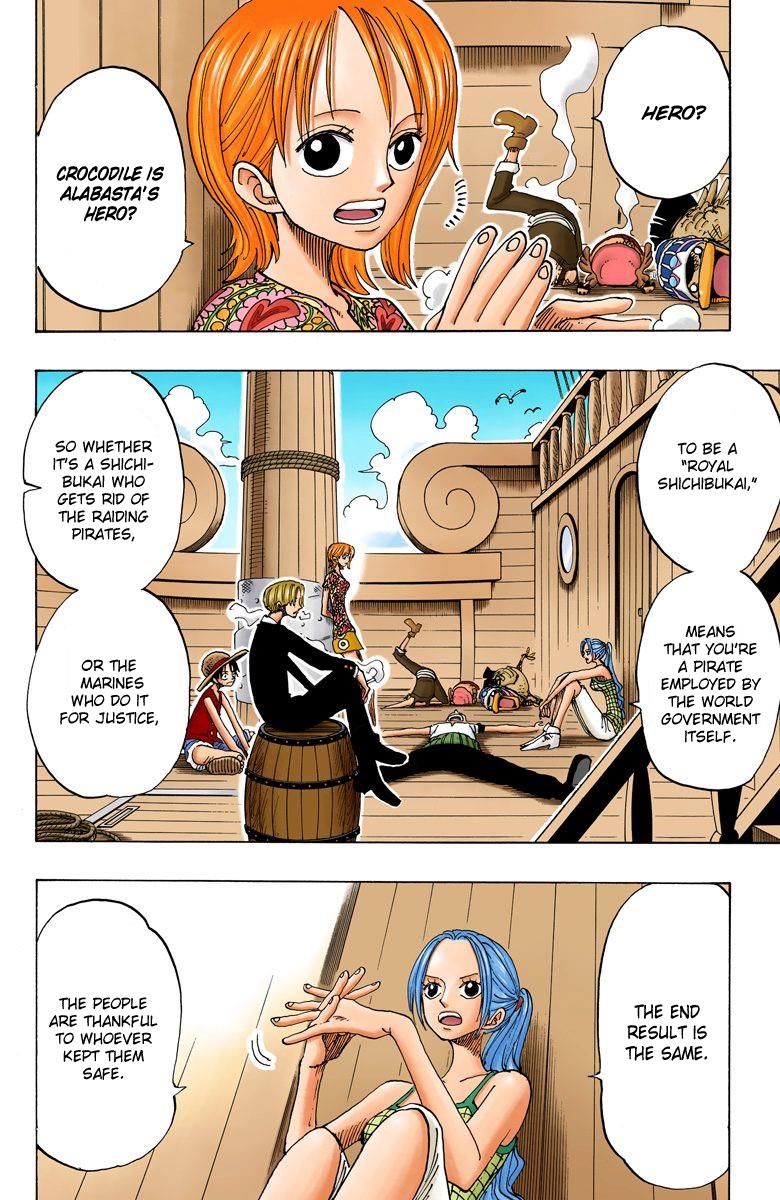 HERO?
CROCODILE IS
ALABASTA'S
HERO?
TO BE A
"ROYAL
SHICHIBUKAI,"
MEANS
THAT YOU'RE
A PIRATE
EMPLOYED BY
THE WORLD
GOVERNMENT
ITSELF.
SO WHETHER
IT'S A SHICHI-
BUKAI WHO
GETS RID OF
THE RAIDING
PIRATES,
OR THE
MARINES
WHO DO IT
FOR JUSTICE,
THE END
RESULT IS
THE SAME.
THE PEOPLE
ARE THANKFUL
TO WHOEVER
KEPT THEM
SAFE.